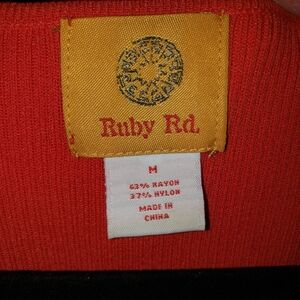 Ruby Rd.
M
63% RAYON
37% NYLON
MADE IN
CHINA